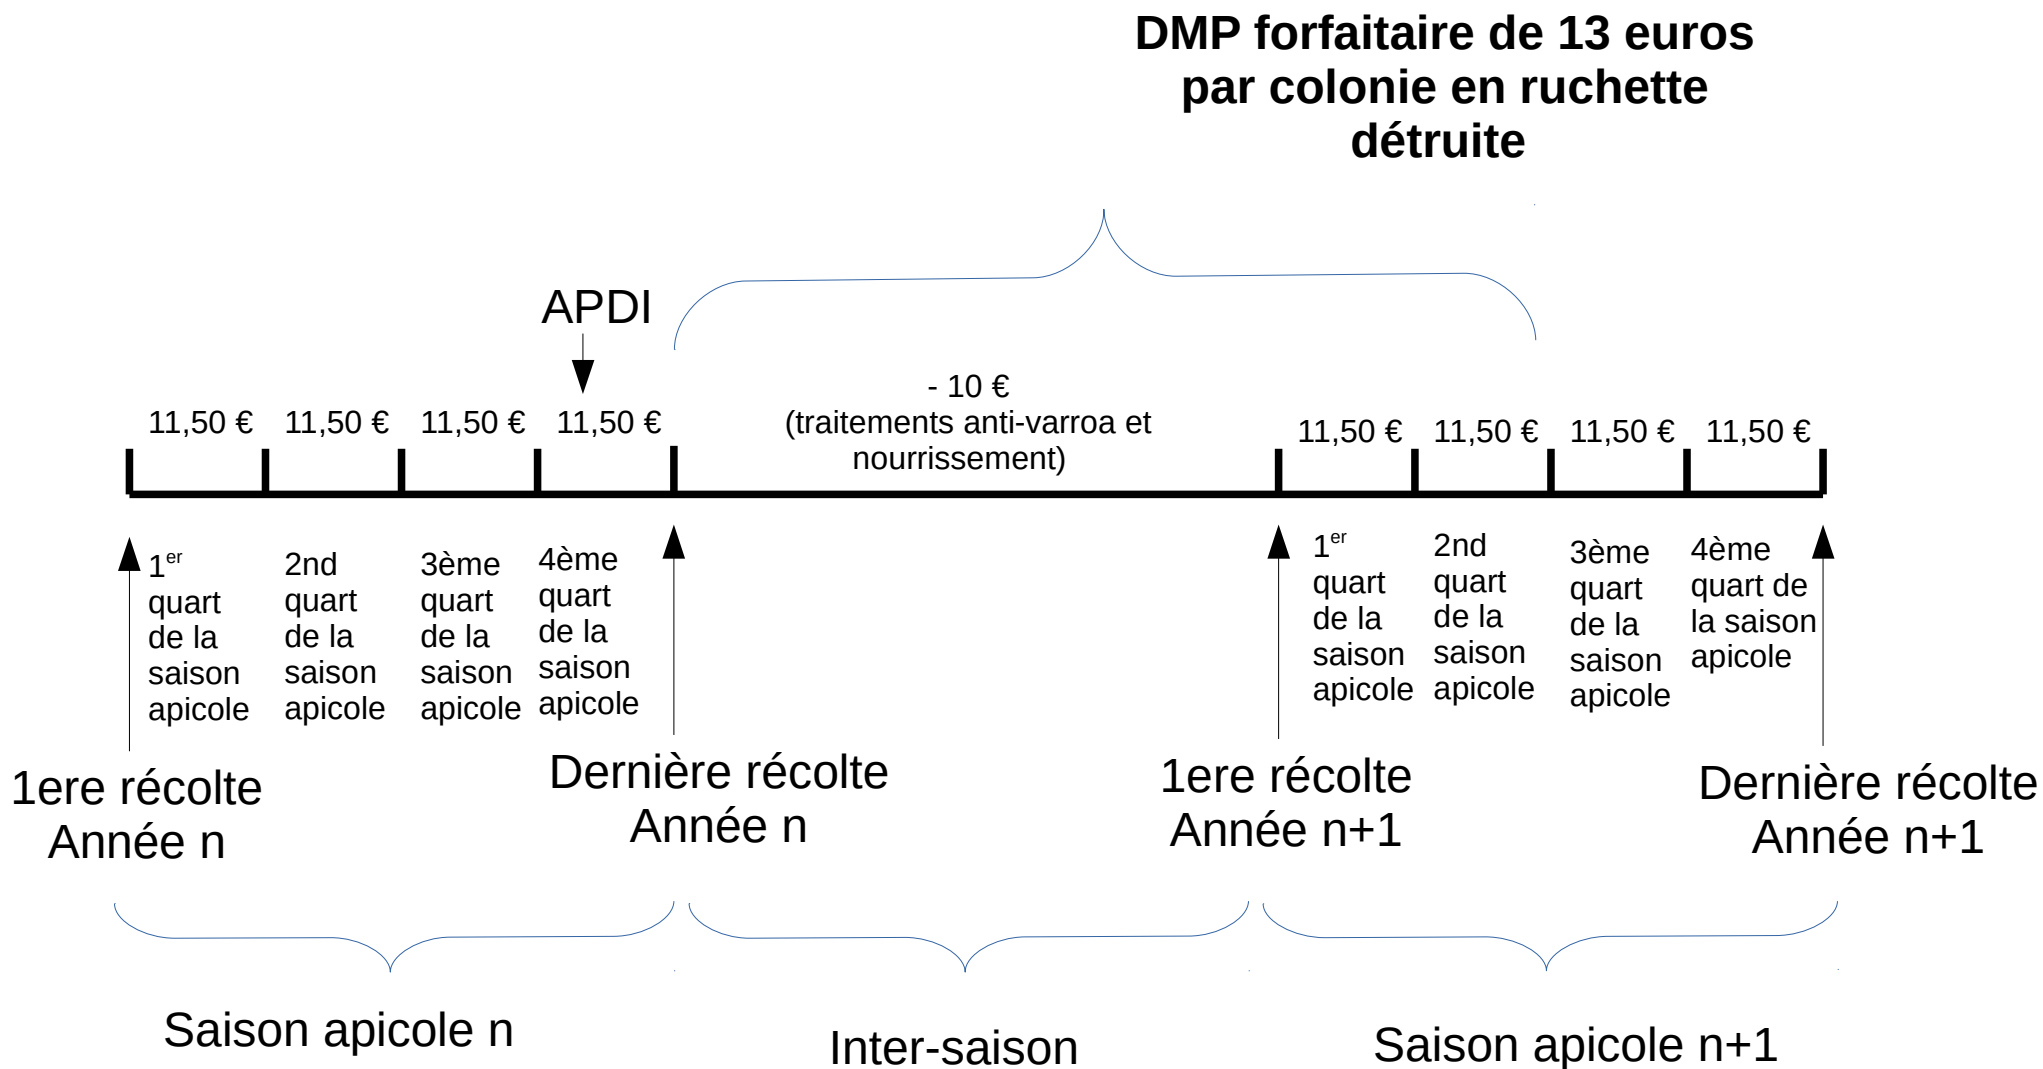 DMP forfaitaire de 13 euros
par colonie en ruchette
détruite
APDI
11,50 €
11,50 €
11,50 €
11,50 €
- 10 €
(traitements anti-varroa et
nourrissement)
11,50 €
11,50 €
11,50 €
11,50 €
1er
quart
de la
saison
apicole
2nd
quart
de la
saison
apicole
3ème
quart
de la
saison
apicole
4ème
quart
de la
saison
apicole
1er
quart
de la
saison
apicole
2nd
quart
de la
saison
apicole
3ème
quart
de la
saison
apicole
4ème
quart de
la saison
apicole
1ere récolte
Année n
Dernière récolte
Année n
1ere récolte
Année n+1
Dernière récolte
Année n+1
Saison apicole n
Inter-saison
Saison apicole n+1